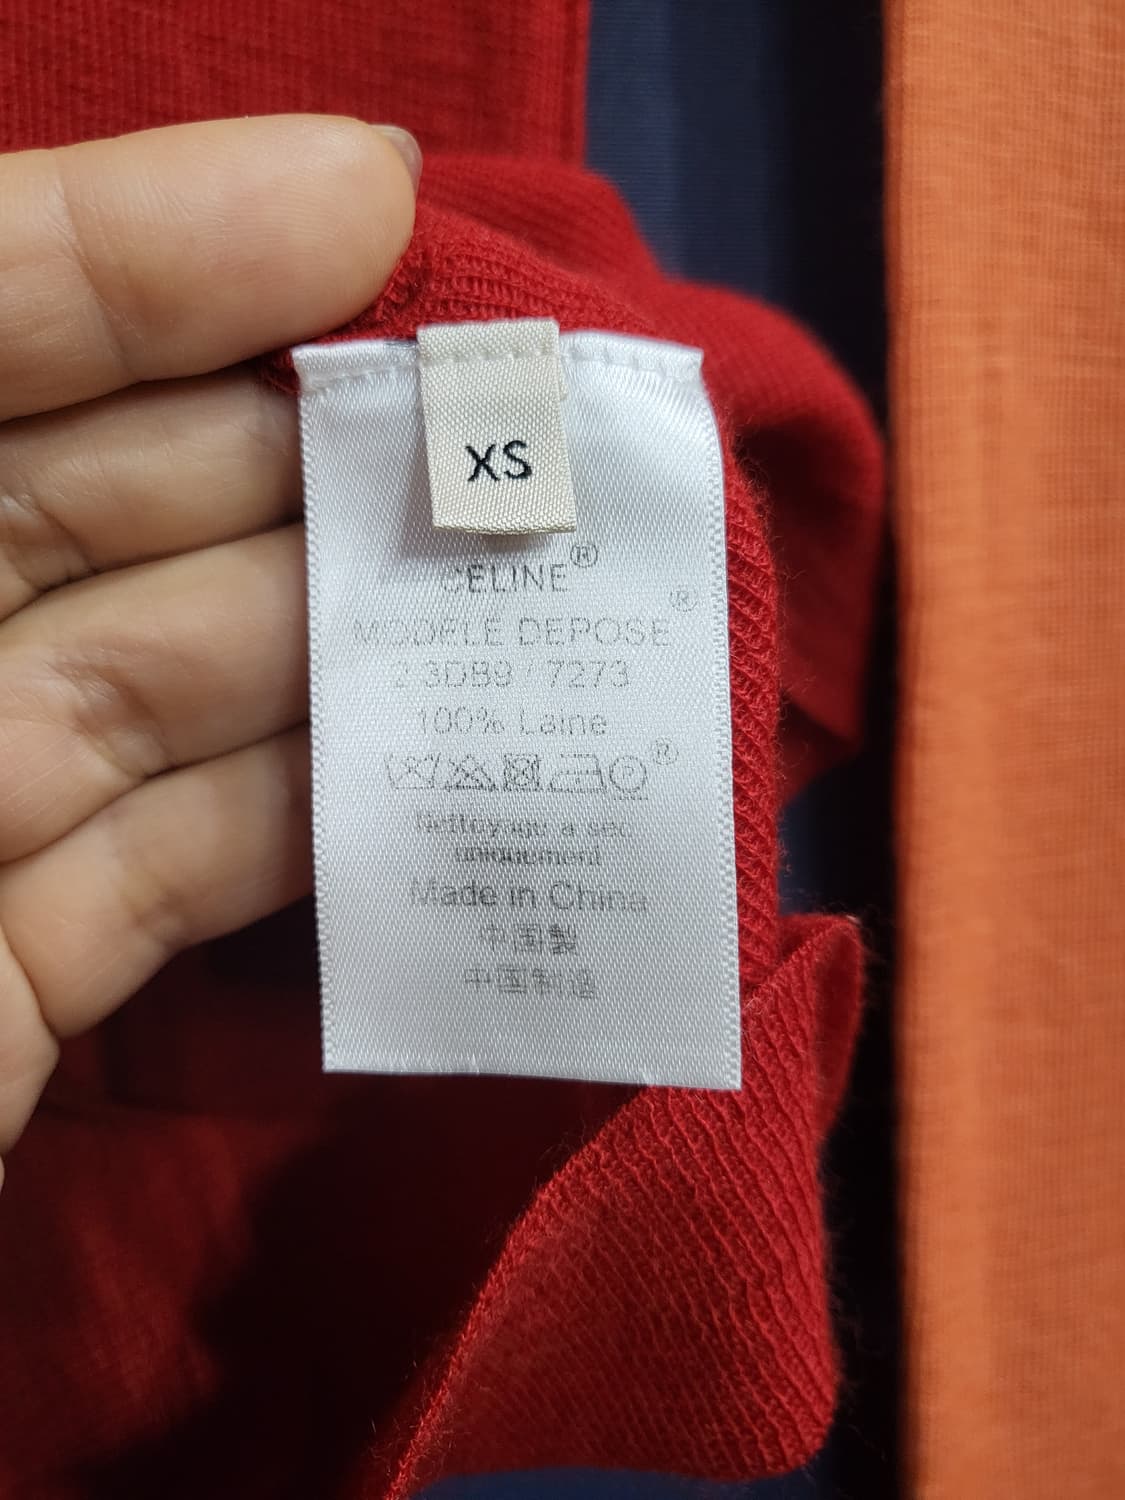 XS
CELINE®
MODELE DEPOSE®
2 3DB9 / 7273
100% Laine
®
Nettoyage a sec
uniquement
Made in China
中国製
中国制造